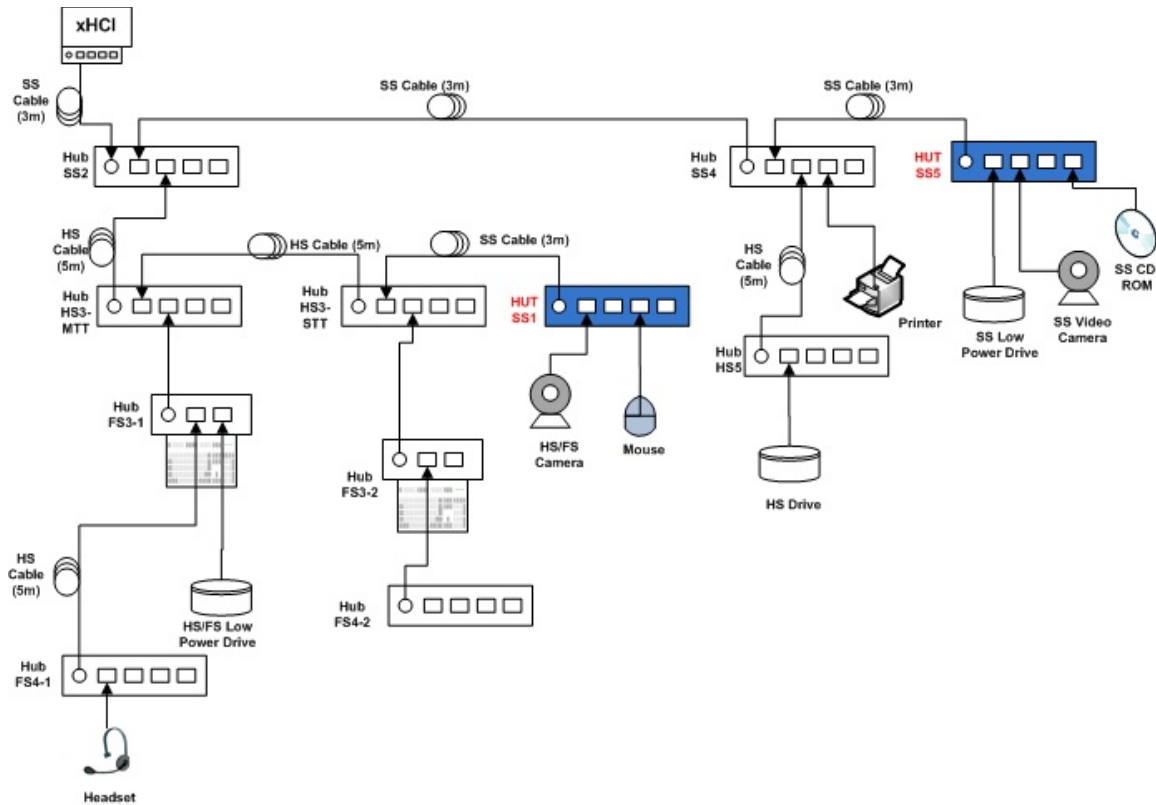 xHCI
SS
Cable
(3m)
SS Cable (3m)
SS Cable (3m)
Hub
SS2
Hub
SS4
HUT
SS5
HS
Cable
(5m)
HS Cable (5m)
SS Cable (3m)
HS
Cable
(5m)
SS CD
ROM
Hub
HS3-
MTT
Hub
HS3-
STT
HUT
SS1
Printer
SS Low
Power Drive
SS Video
Camera
Hub
HS5
Hub
FS3-1
HS/FS
Camera
Mouse
Hub
FS3-2
HS Drive
HS
Cable
(5m)
HS/FS Low
Power Drive
Hub
FS4-2
Hub
FS4-1
Headset